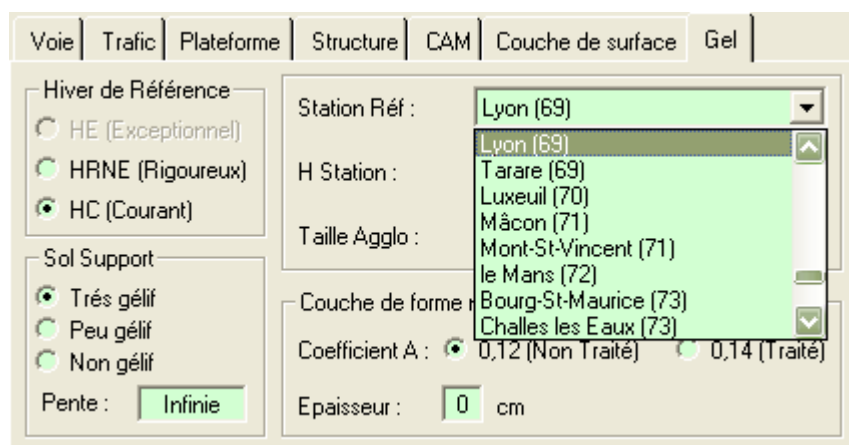 Voie Trafic Plateforme Structure CAM Couche de surface Gel
Hiver de Référence
HE (Exceptionnel)
HRNE (Rigoureux)
HC (Courant)
Sol Support
Trés gélif
Peu gélif
Non gélif
Pente : Infinie
Station Réf : Lyon (69)
Lyon (69)
Tarare (69)
Luxeuil (70)
Mâcon (71)
Mont-St-Vincent (71)
le Mans (72)
Bourg-St-Maurice (73)
Challes les Eaux (73)
H Station :
Taille Agglo :
Couche de forme
Coefficient A : 0,12 (Non Traité) 0,14 (Traité)
Epaisseur : 0 cm